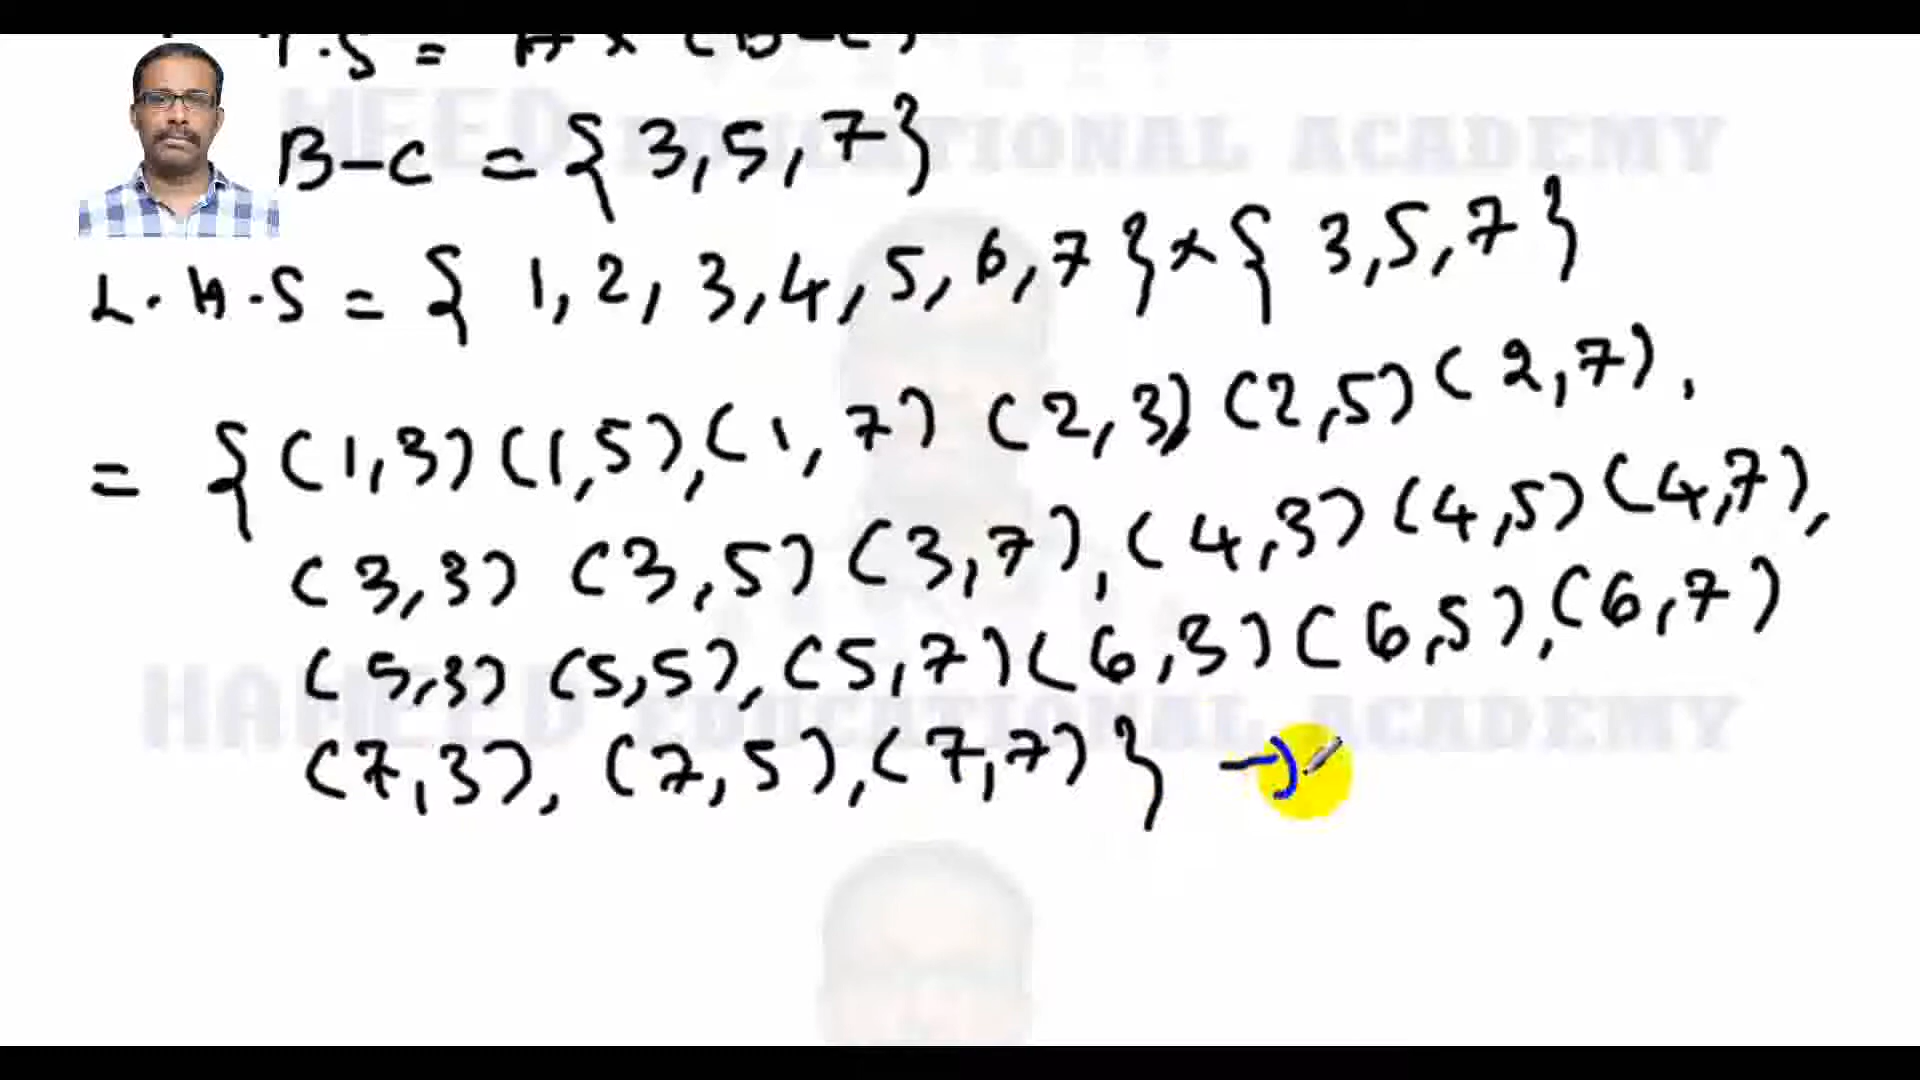 H.S = A × (B-C)
HAMEED EDUCATIONAL ACADEMY
B-C = {3,5,7}
L.H.S = { 1,2,3,4,5,6,7 }×{ 3,5,7 }
= {(1,3)(1,5),(1,7)(2,3)(2,5)(2,7),
(3,3)(3,5)(3,7),(4,3)(4,5)(4,7),
(5,3)(5,5),(5,7)(6,3)(6,5),(6,7)
HAMEED EDUCATIONAL ACADEMY
(7,3),(7,5),(7,7)} →